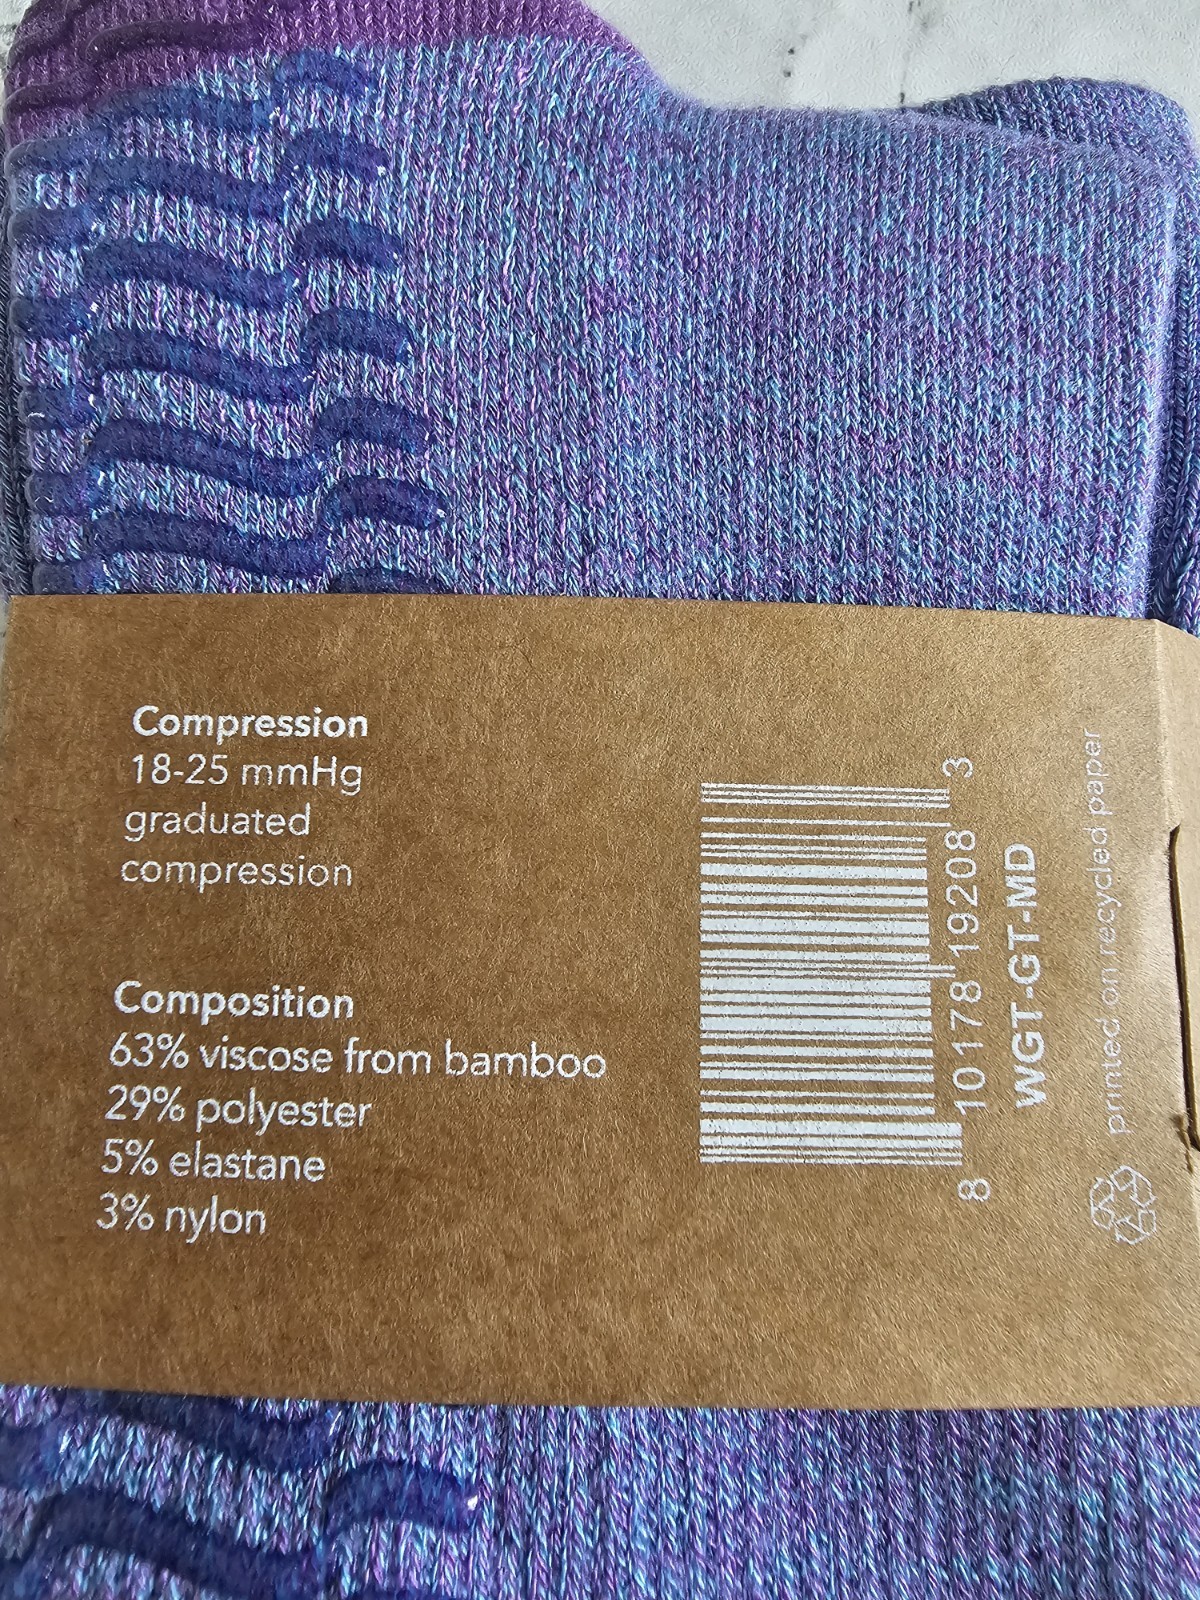 Compression
18-25 mmHg
graduated
compression
Composition
63% viscose from bamboo
29% polyester
5% elastane
3% nylon
8 10178 19208 3
WGT-GT-MD
printed on recycled paper